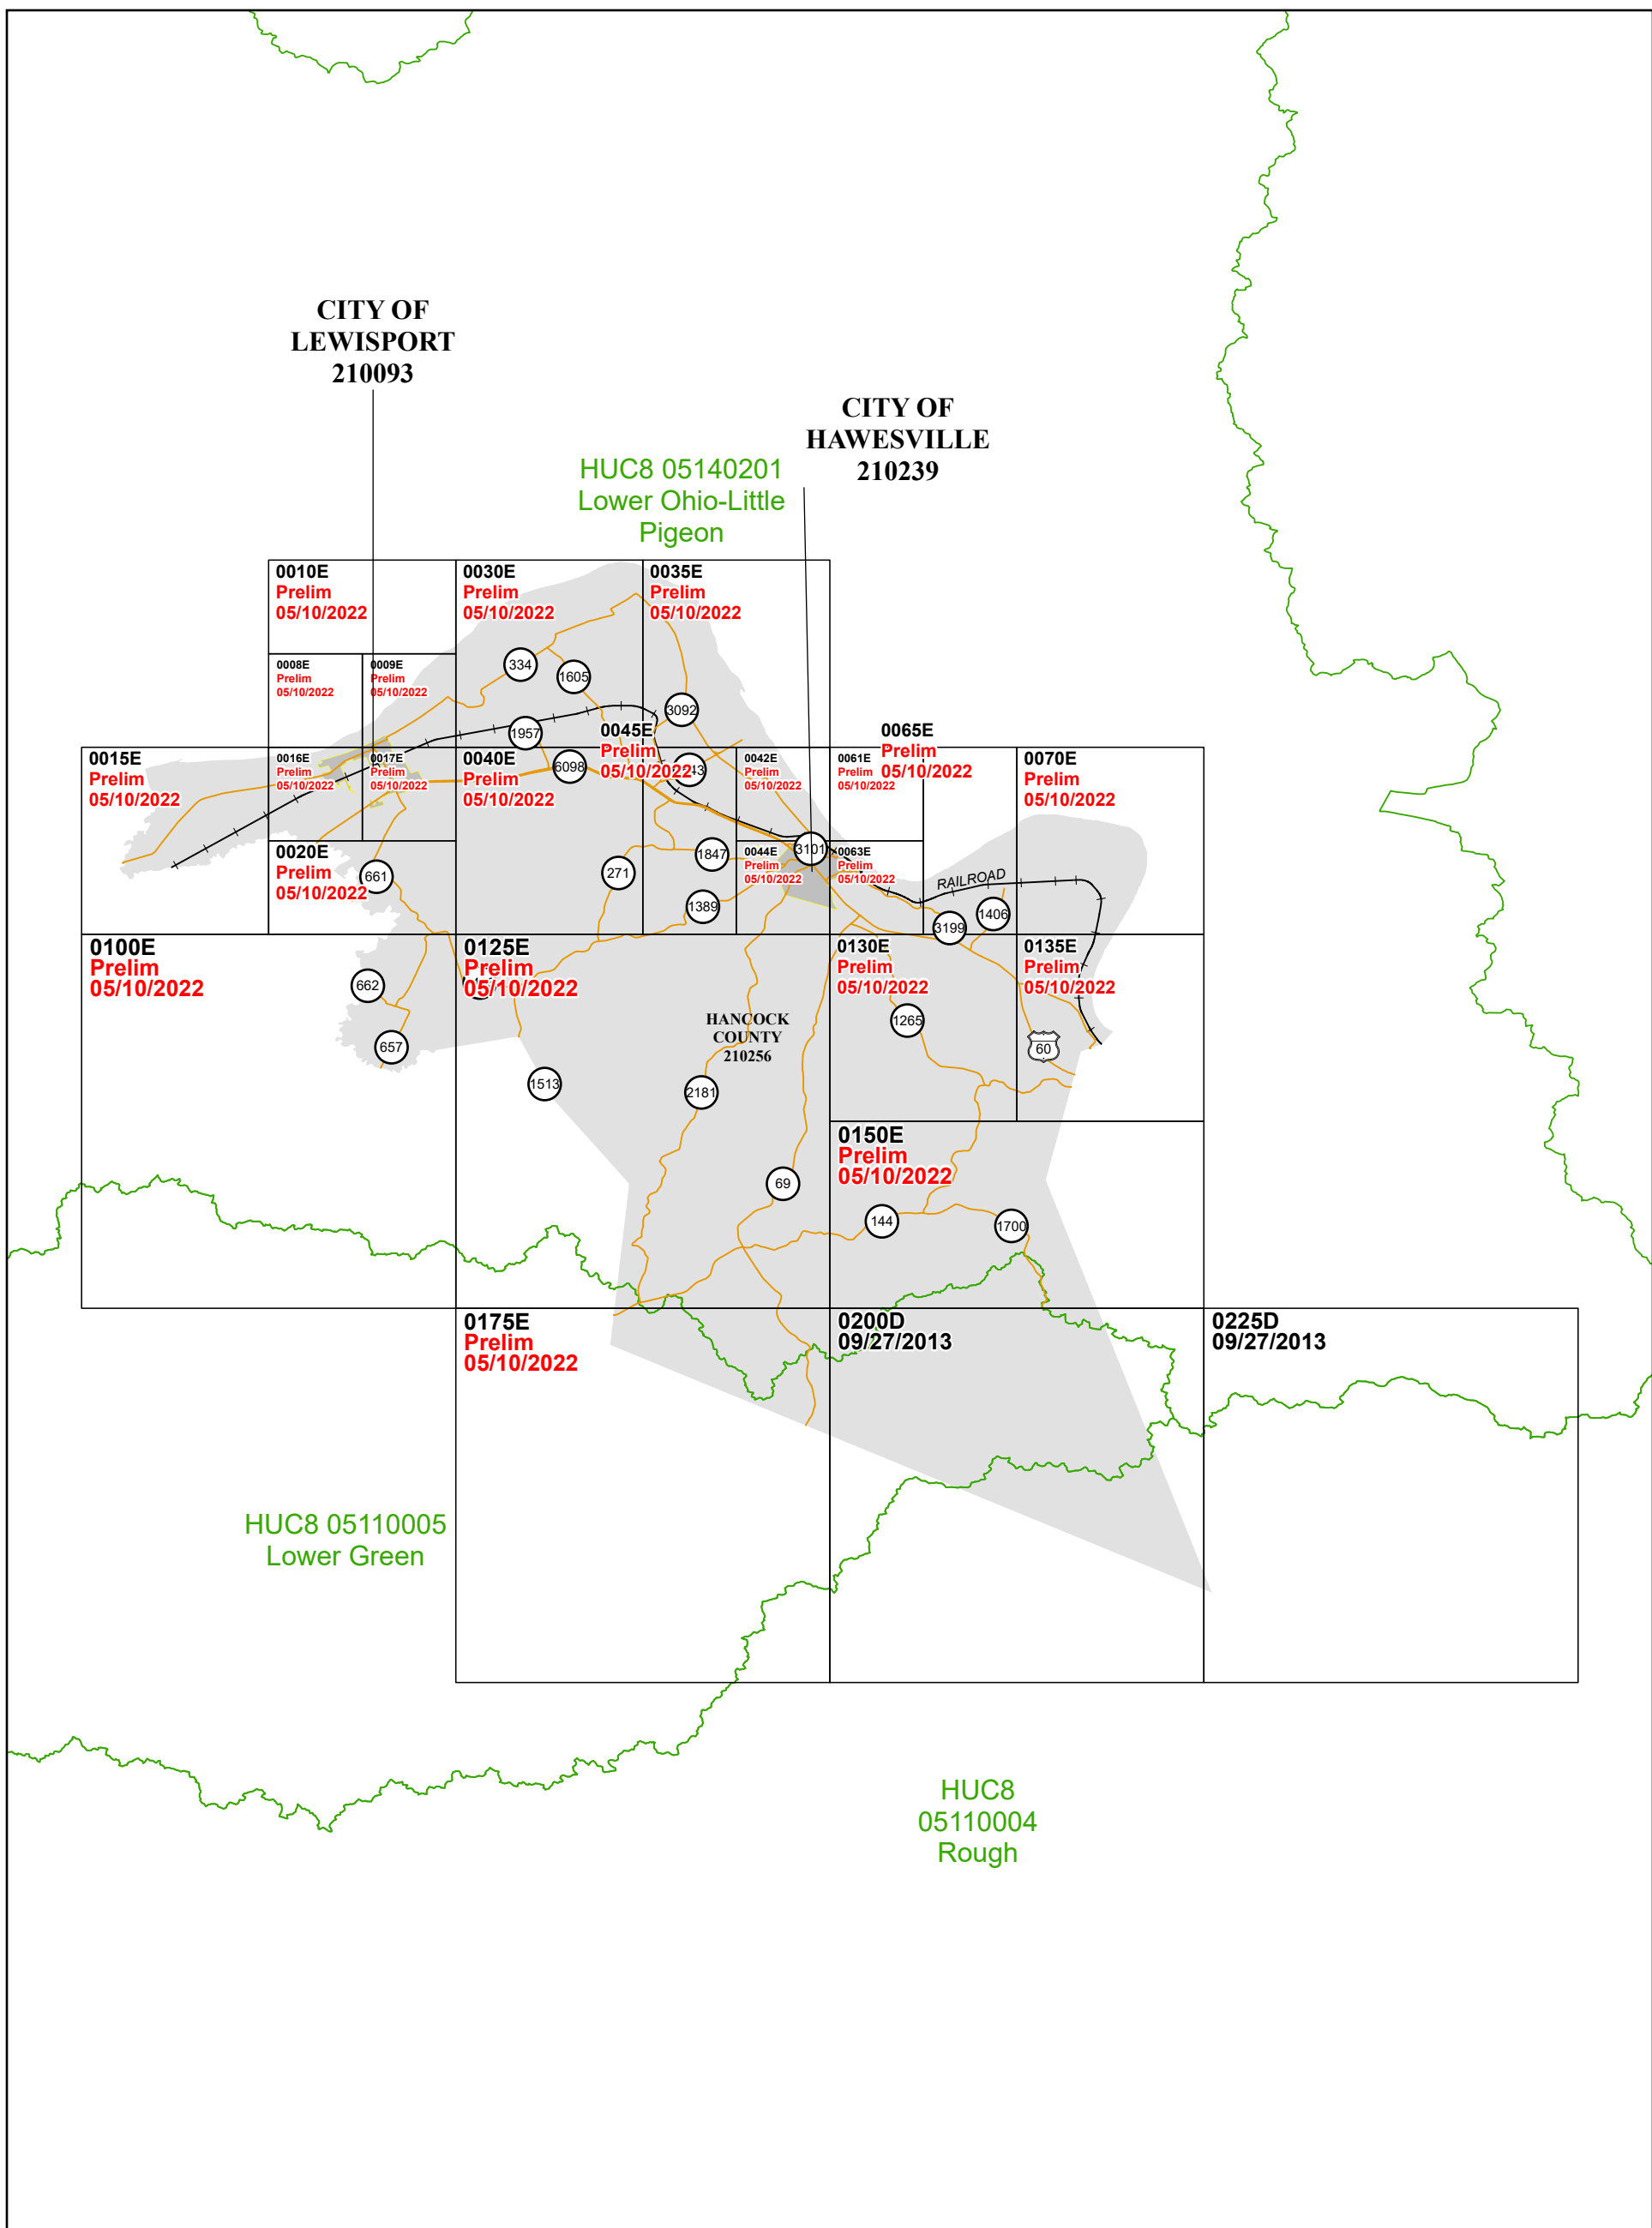 CITY OF
LEWISPORT
210093
CITY OF
HAWESVILLE
210239
HUC8 05140201
Lower Ohio-Little
Pigeon
0010E
Prelim
05/10/2022
0030E
Prelim
05/10/2022
0035E
Prelim
05/10/2022
0008E
Prelim
05/10/2022
0009E
Prelim
05/10/2022
334
1605
3092
1957
0045E
Prelim
05/10/2022
0065E
Prelim
05/10/2022
0015E
Prelim
05/10/2022
0016E
Prelim
05/10/2022
0017E
Prelim
05/10/2022
0040E
Prelim
05/10/2022
6098
0042E
Prelim
05/10/2022
0061E
Prelim
05/10/2022
0070E
Prelim
05/10/2022
0020E
Prelim
05/10/2022
661
271
1847
1389
0044E
Prelim
05/10/2022
3101
0063E
Prelim
05/10/2022
RAILROAD
3199
1406
0100E
Prelim
05/10/2022
662
657
0125E
Prelim
05/10/2022
1513
HANCOCK
COUNTY
210256
2181
69
0130E
Prelim
05/10/2022
1265
0135E
Prelim
05/10/2022
60
0150E
Prelim
05/10/2022
144
1700
0175E
Prelim
05/10/2022
0200D
09/27/2013
0225D
09/27/2013
HUC8 05110005
Lower Green
HUC8
05110004
Rough